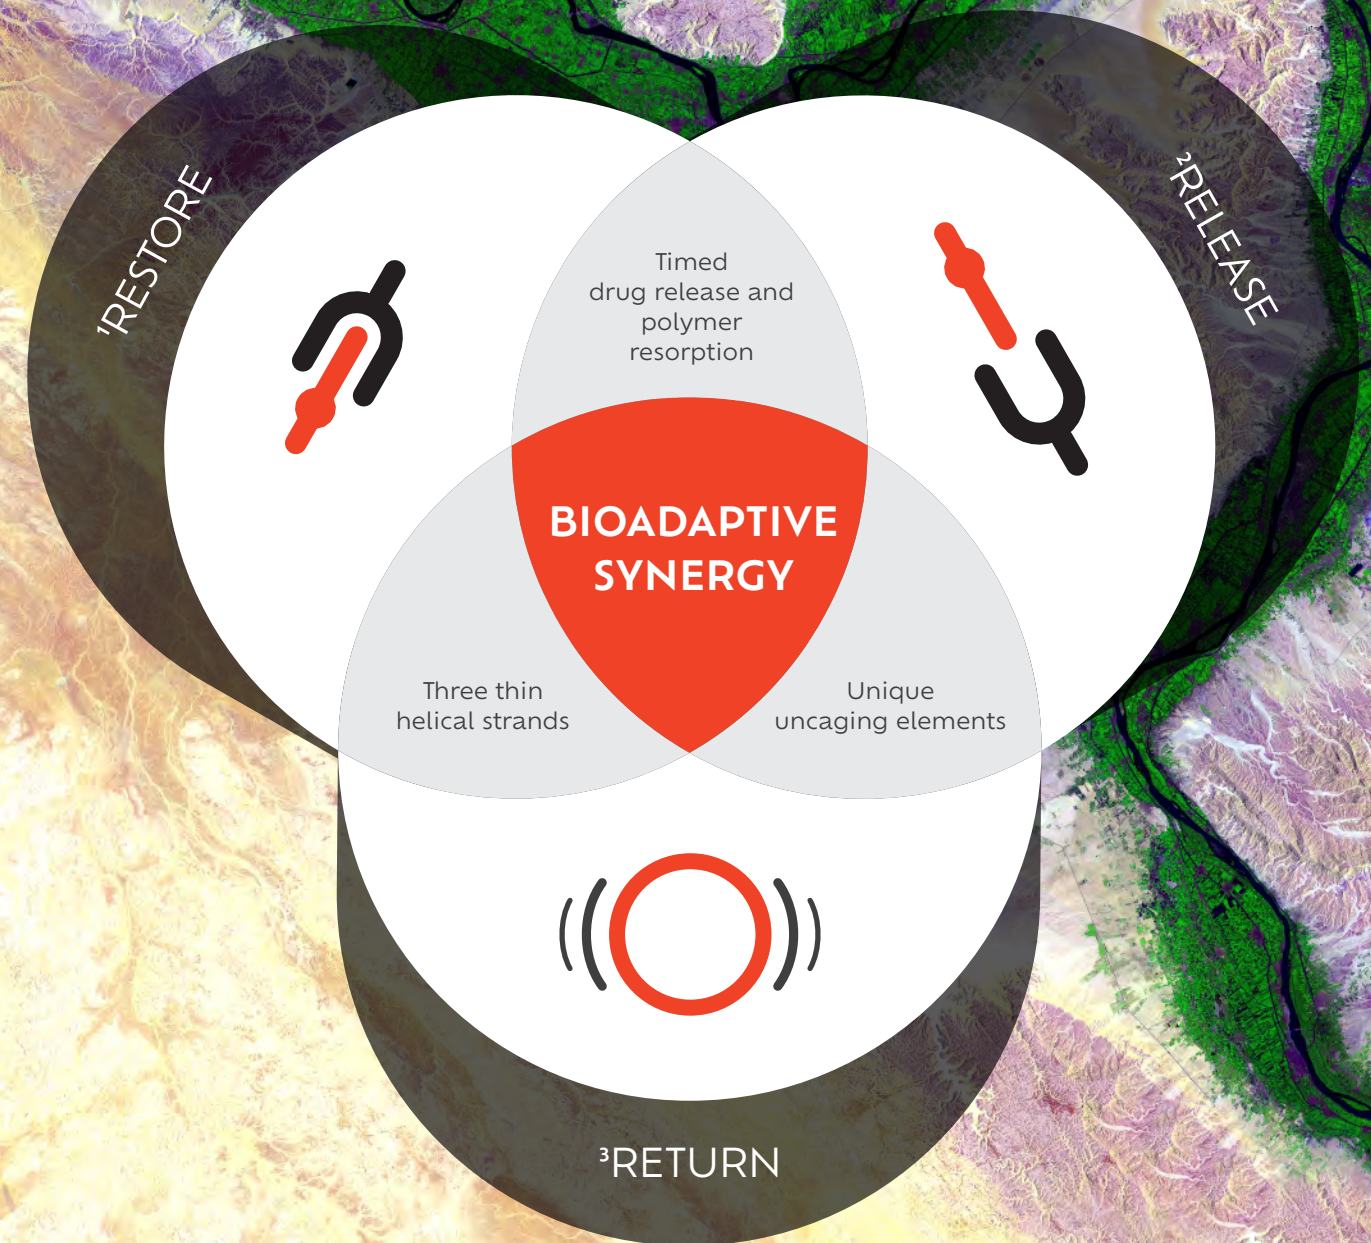 ¹RESTORE
²RELEASE
Timed
drug release and
polymer
resorption
BIOADAPTIVE
SYNERGY
Three thin
helical strands
Unique
uncaging elements
³RETURN